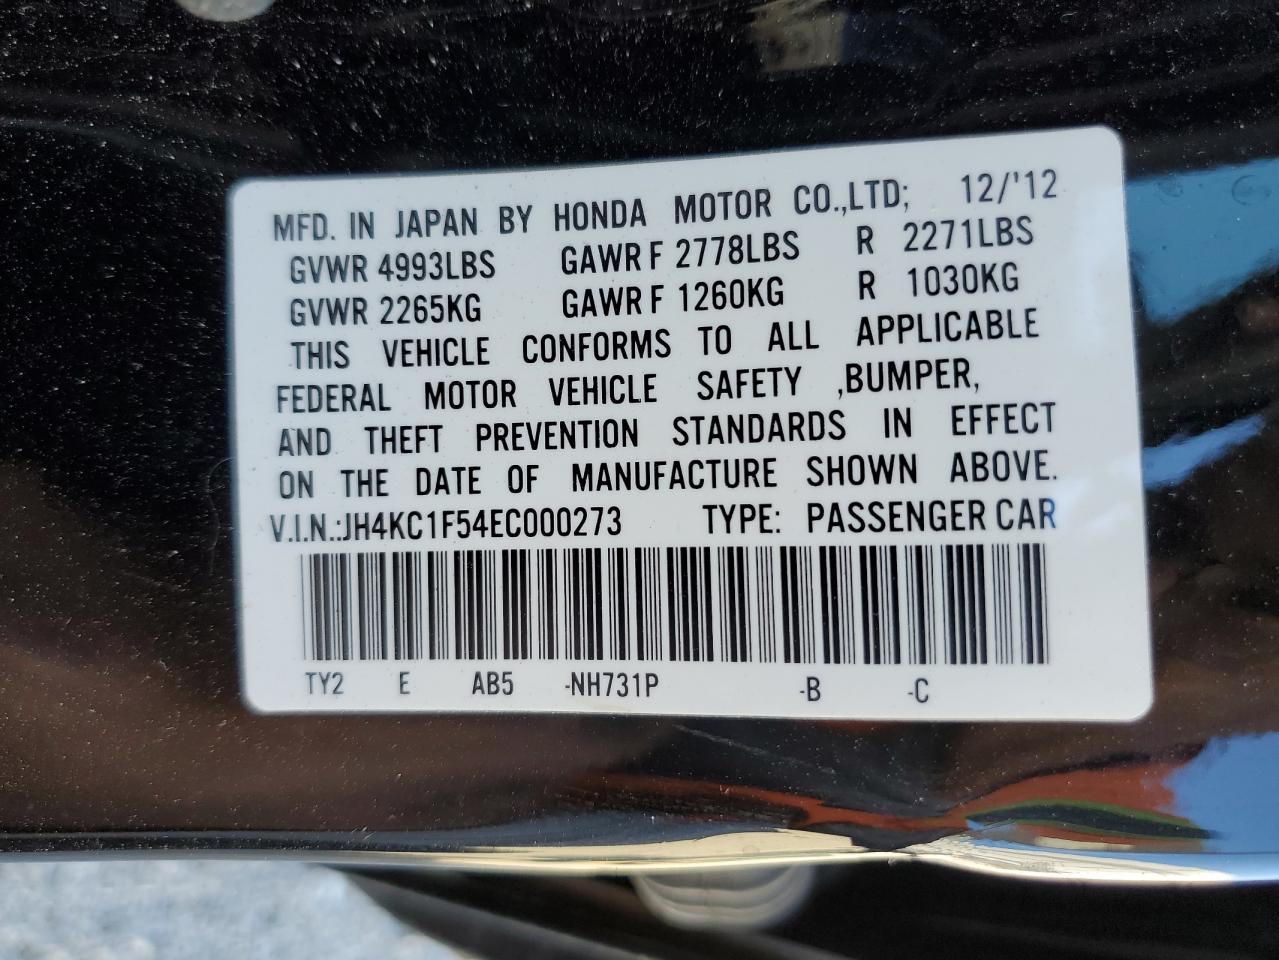 MFD. IN JAPAN BY HONDA MOTOR CO.,LTD; 12/'12
GVWR 4993LBS GAWR F 2778LBS R 2271LBS
GVWR 2265KG GAWR F 1260KG R 1030KG
THIS VEHICLE CONFORMS TO ALL APPLICABLE
FEDERAL MOTOR VEHICLE SAFETY ,BUMPER,
AND THEFT PREVENTION STANDARDS IN EFFECT
ON THE DATE OF MANUFACTURE SHOWN ABOVE.
V.I.N.:JH4KC1F54EC000273 TYPE: PASSENGER CAR
TY2 E AB5 -NH731P -B -C